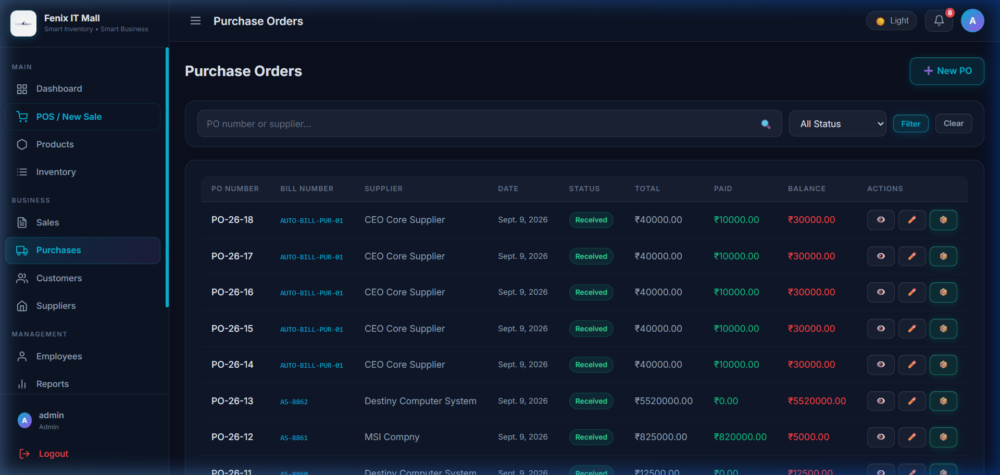 Fenix IT Mall
Smart Inventory • Smart Business
Purchase Orders
Light
8
A
MAIN
Dashboard
POS / New Sale
Products
Inventory
BUSINESS
Sales
Purchases
Customers
Suppliers
MANAGEMENT
Employees
Reports
A
admin
Admin
Logout
Purchase Orders
New PO
PO number or supplier...
All Status
Filter
Clear
PO NUMBER BILL NUMBER SUPPLIER DATE STATUS TOTAL PAID BALANCE ACTIONS
PO-26-18 AUTO-BILL-PUR-01 CEO Core Supplier Sept. 9, 2026 Received ₹40000.00 ₹10000.00 ₹30000.00
PO-26-17 AUTO-BILL-PUR-01 CEO Core Supplier Sept. 9, 2026 Received ₹40000.00 ₹10000.00 ₹30000.00
PO-26-16 AUTO-BILL-PUR-01 CEO Core Supplier Sept. 9, 2026 Received ₹40000.00 ₹10000.00 ₹30000.00
PO-26-15 AUTO-BILL-PUR-01 CEO Core Supplier Sept. 9, 2026 Received ₹40000.00 ₹10000.00 ₹30000.00
PO-26-14 AUTO-BILL-PUR-01 CEO Core Supplier Sept. 9, 2026 Received ₹40000.00 ₹10000.00 ₹30000.00
PO-26-13 AS-8862 Destiny Computer System Sept. 9, 2026 Received ₹5520000.00 ₹0.00 ₹5520000.00
PO-26-12 AS-8861 MSI Compny Sept. 9, 2026 Received ₹825000.00 ₹820000.00 ₹5000.00
PO-26-11 AS-8860 Destiny Computer System Sept. 9, 2026 Received ₹12500.00 ₹0.00 ₹12500.00